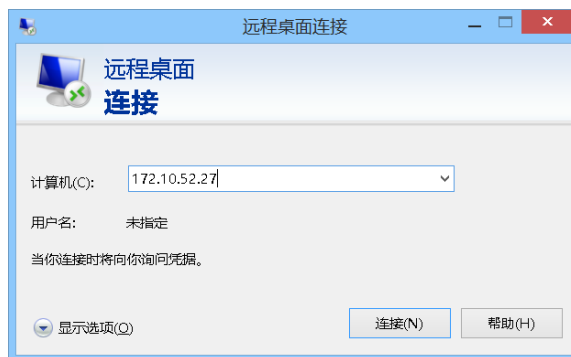 远程桌面连接
远程桌面
连接
计算机(C):
172.10.52.27
用户名:
未指定
当你连接时将向你询问凭据。
显示选项(O)
连接(N)
帮助(H)